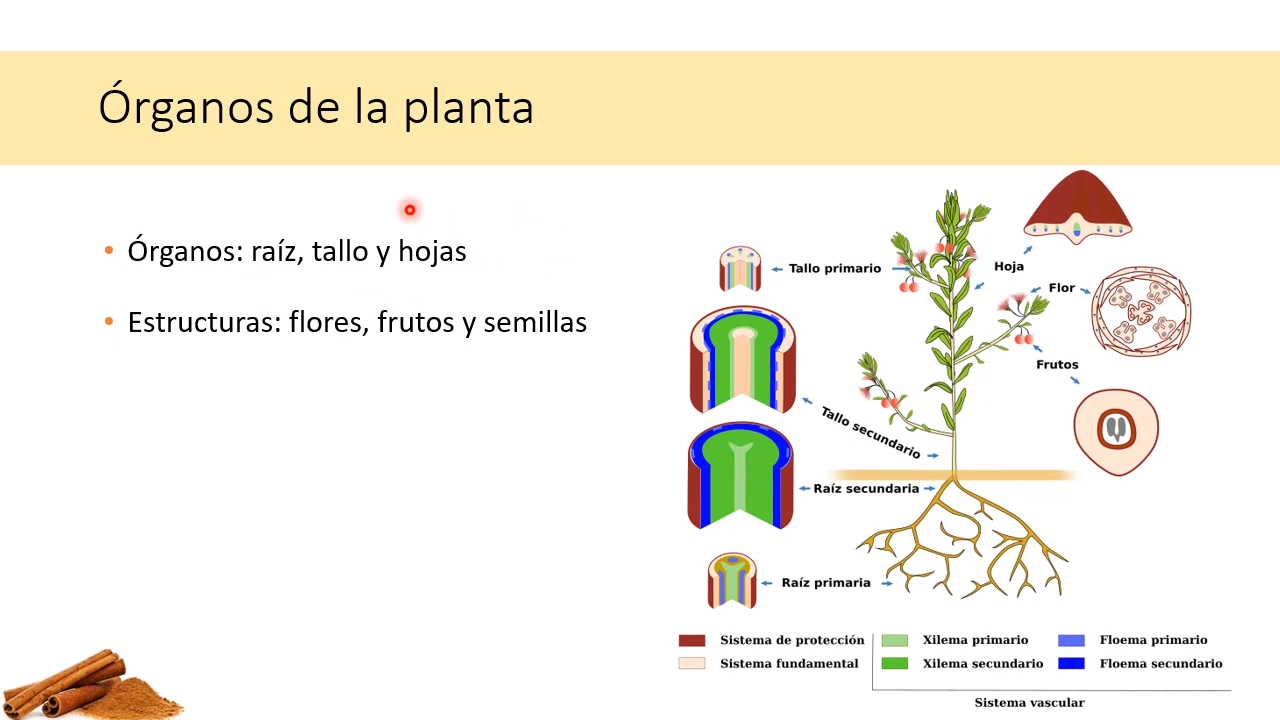 Órganos de la planta
• Órganos: raíz, tallo y hojas
• Estructuras: flores, frutos y semillas
Tallo primario
Hoja
Flor
Frutos
Tallo secundario
Raíz secundaria
Raíz primaria
Sistema de protección
Xilema primario
Floema primario
Sistema fundamental
Xilema secundario
Floema secundario
Sistema vascular